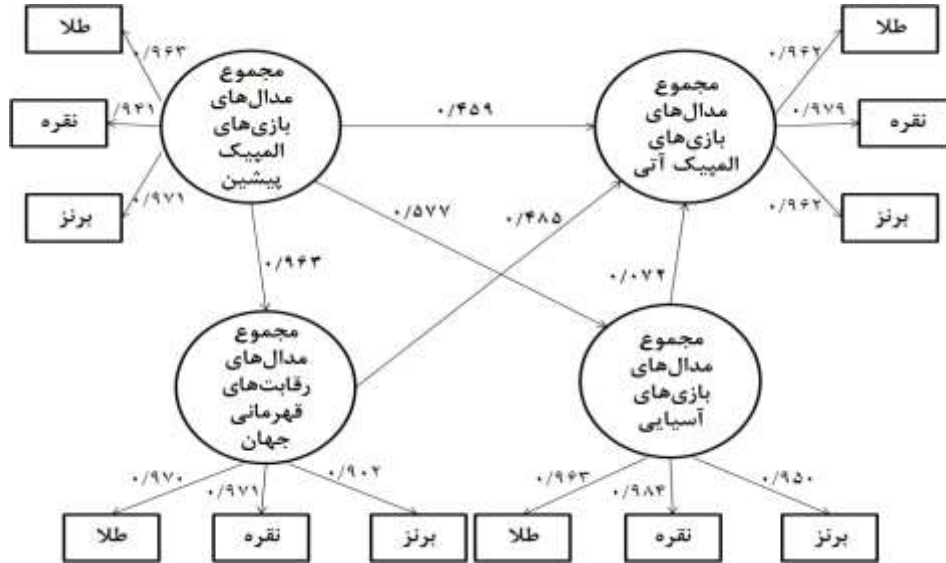 طلا
۰/۹۶۳
نقره
/۹۴۱
برنز
۰/۹۷۱
مجموع
مدال‌های
بازی‌های
المپیک
پیشین
۰/۴۵۹
مجموع
مدال‌های
بازی‌های
المپیک آتی
طلا
۰/۹۶۲
نقره
۰/۹۷۹
برنز
۰/۹۶۲
۰/۵۷۷
۰/۴۸۵
۰/۹۶۳
۰/۰۷۲
مجموع
مدال‌های
رقابت‌های
قهرمانی
جهان
مجموع
مدال‌های
بازی‌های
آسیایی
۰/۹۷۰
۰/۹۷۱
۰/۹۰۲
۰/۹۶۳
۰/۹۸۴
۰/۹۵۰
طلا
نقره
برنز
طلا
نقره
برنز